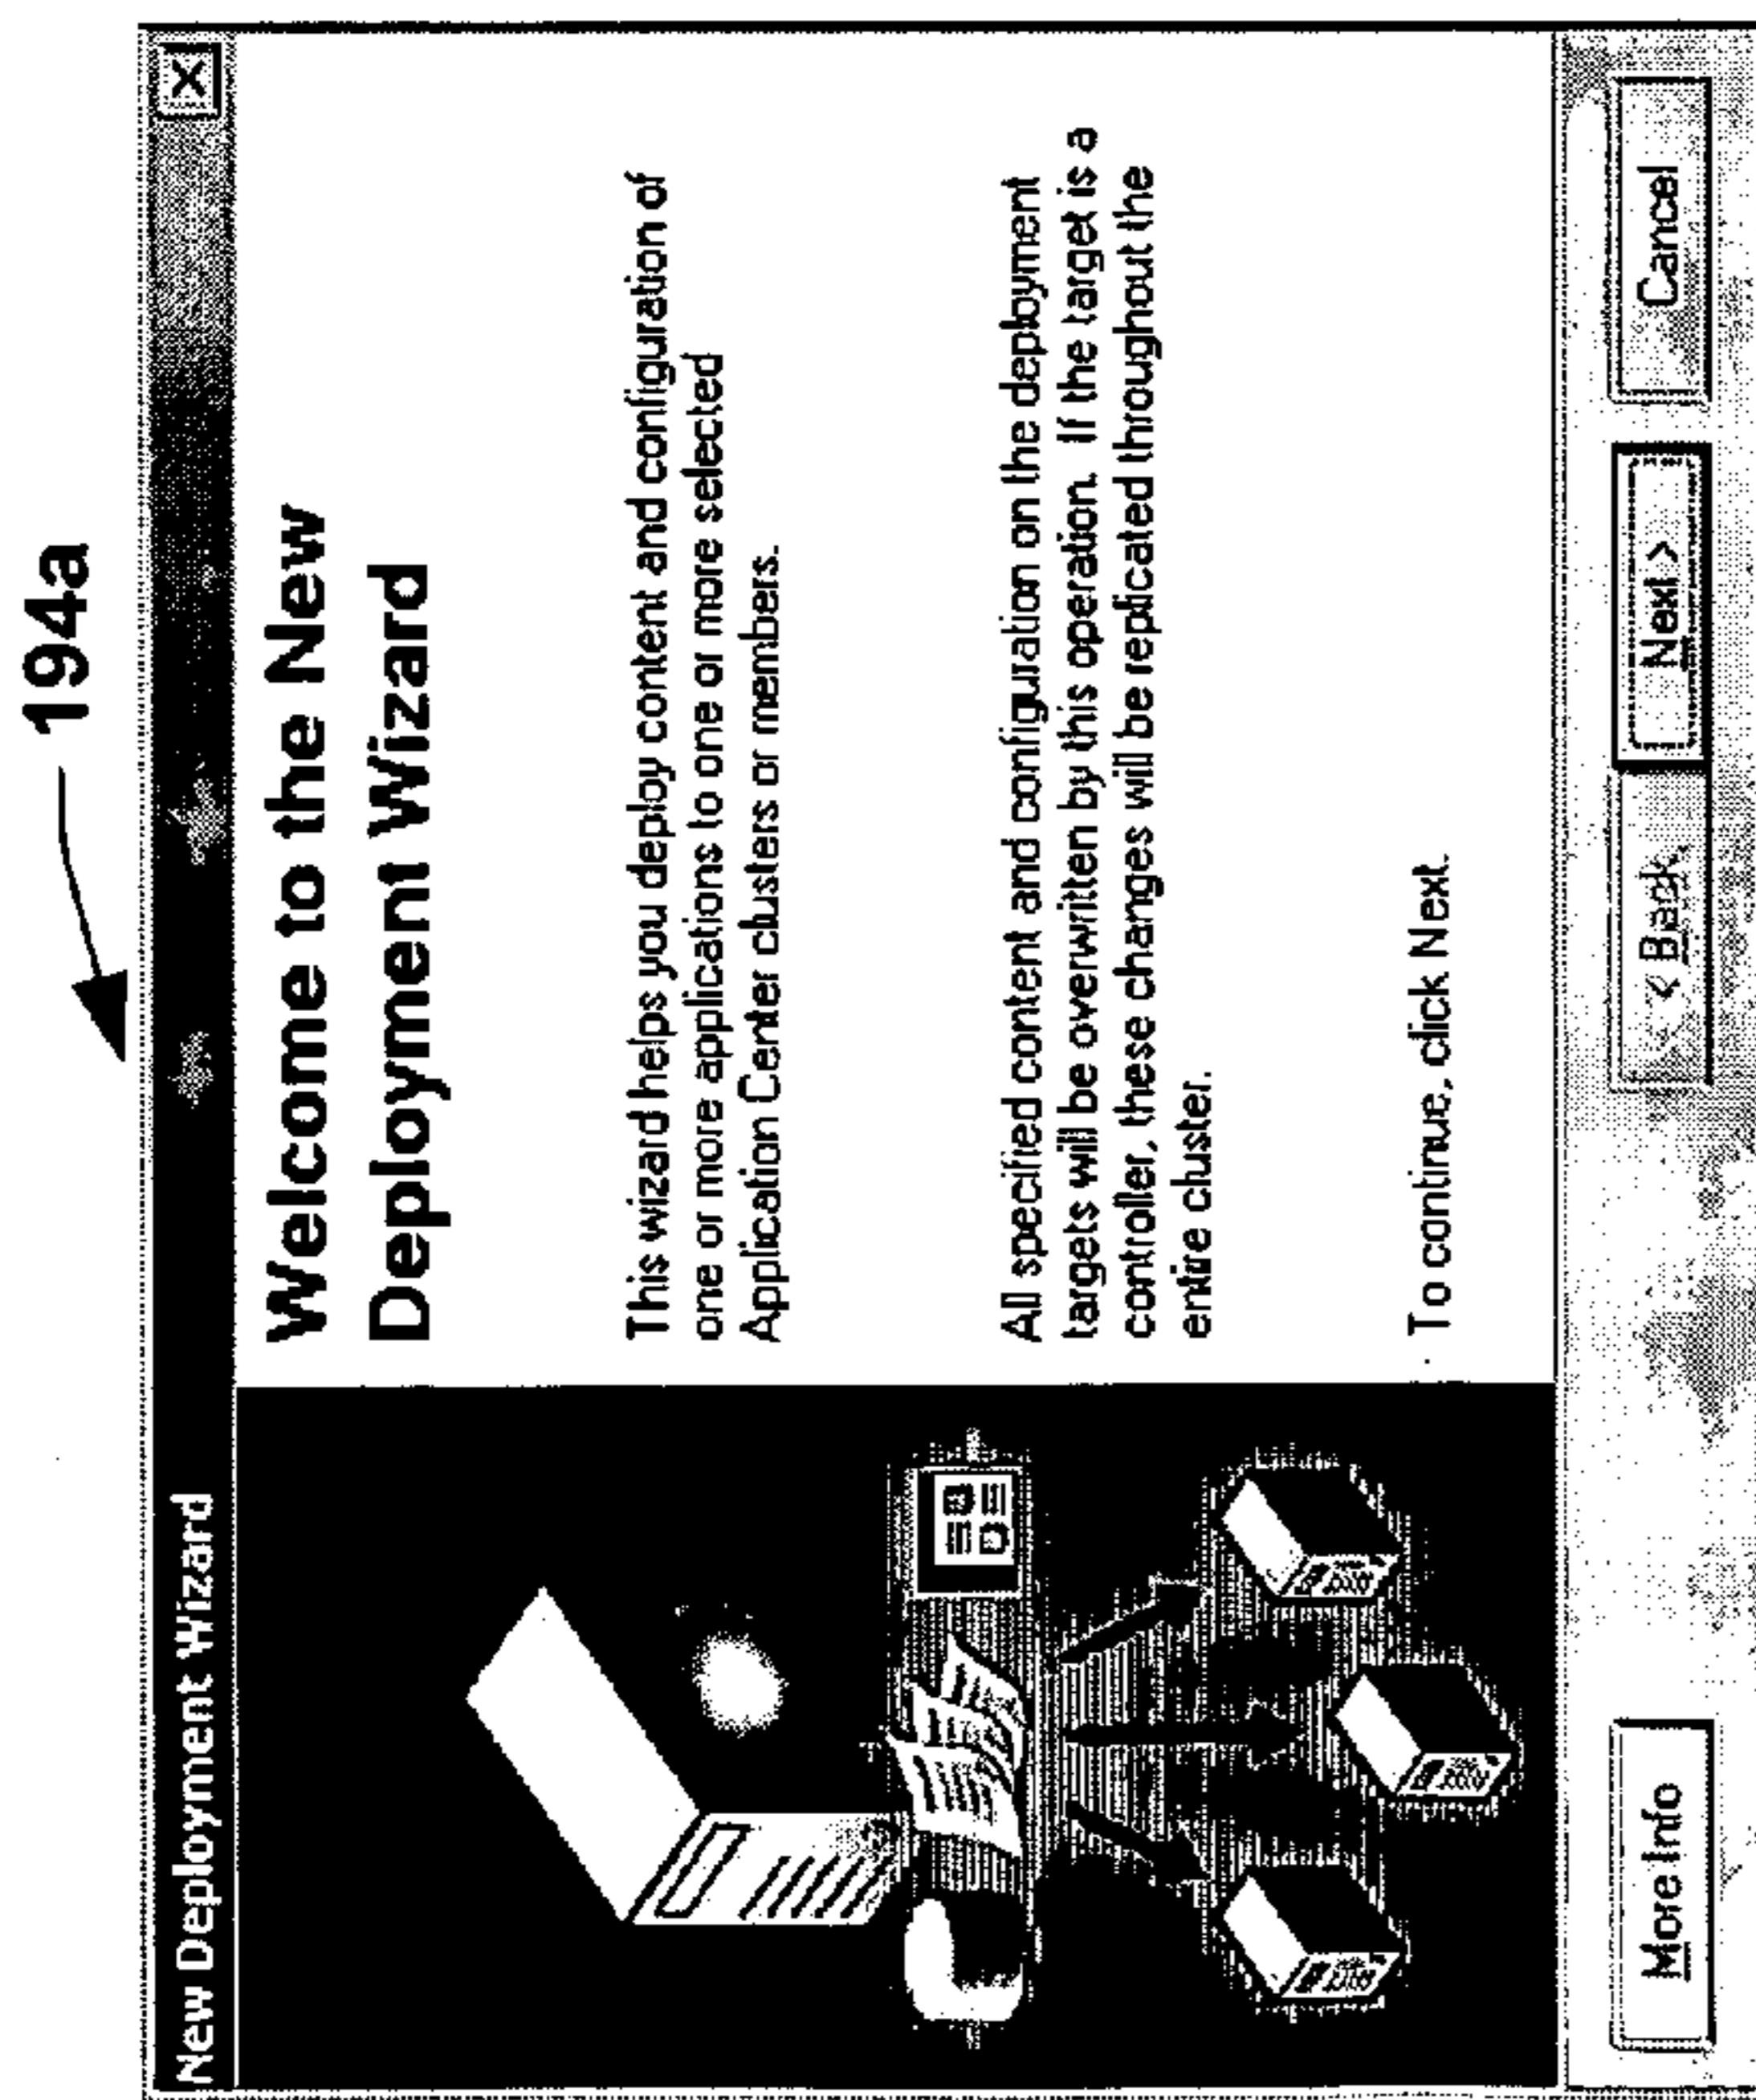 194a
New Deployment Wizard
Welcome to the New
Deployment Wizard
This wizard helps you deploy content and configuration of
one or more applications to one or more selected
Application Center clusters or members.
All specified content and configuration on the deployment
targets will be overwritten by this operation. If the target is a
controller, these changes will be replicated throughout the
entire cluster.
To continue, click Next.
More Info
< Back
Next >
Cancel